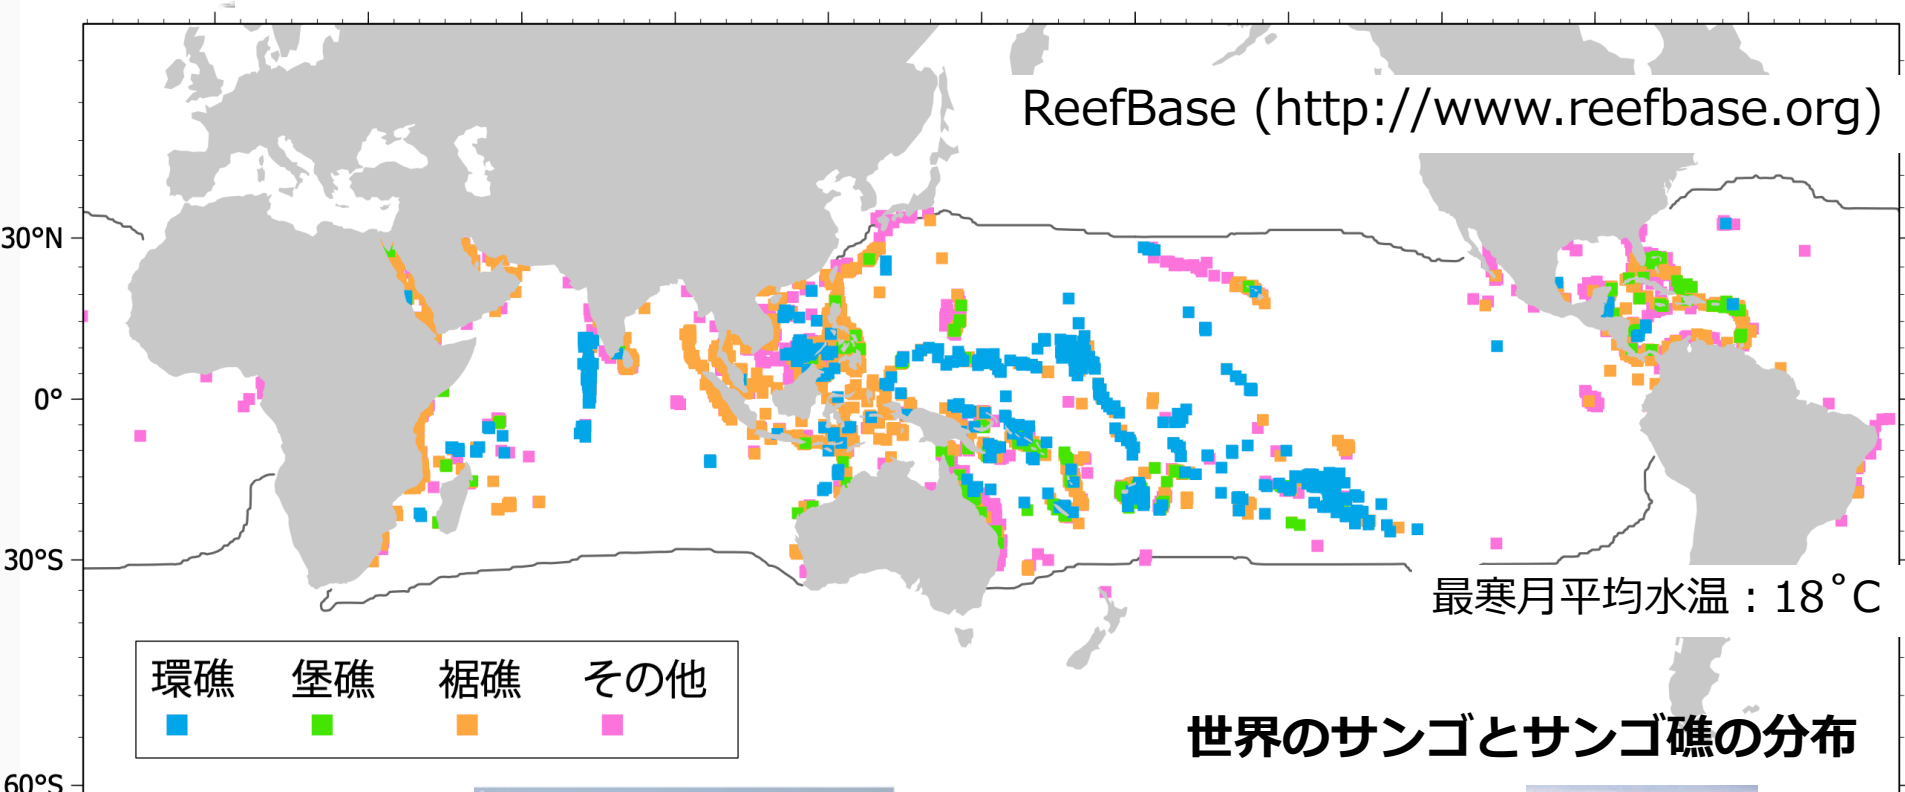 ReefBase (http://www.reefbase.org)
30°N
0°
30°S
最寒月平均水温：18˚C
環礁 堡礁 裾礁 その他
世界のサンゴとサンゴ礁の分布
60°S